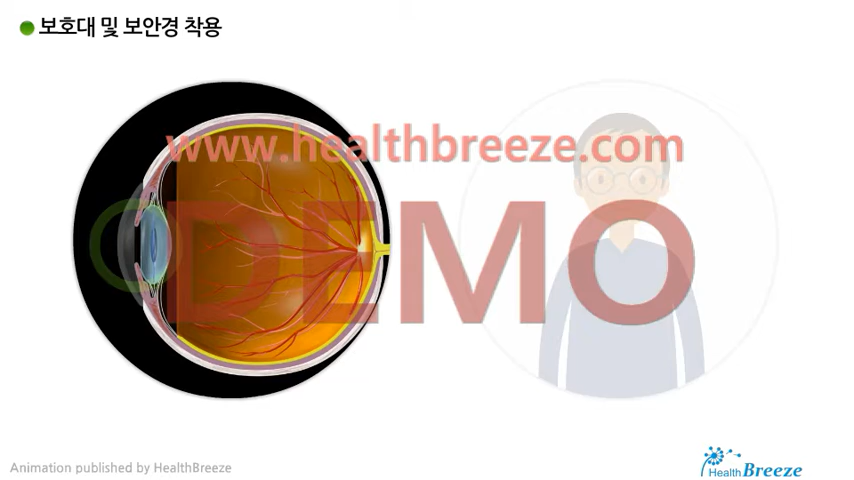 보호대 및 보안경 착용
www.healthbreeze.com
DEMO
Animation published by HealthBreeze
Health Breeze